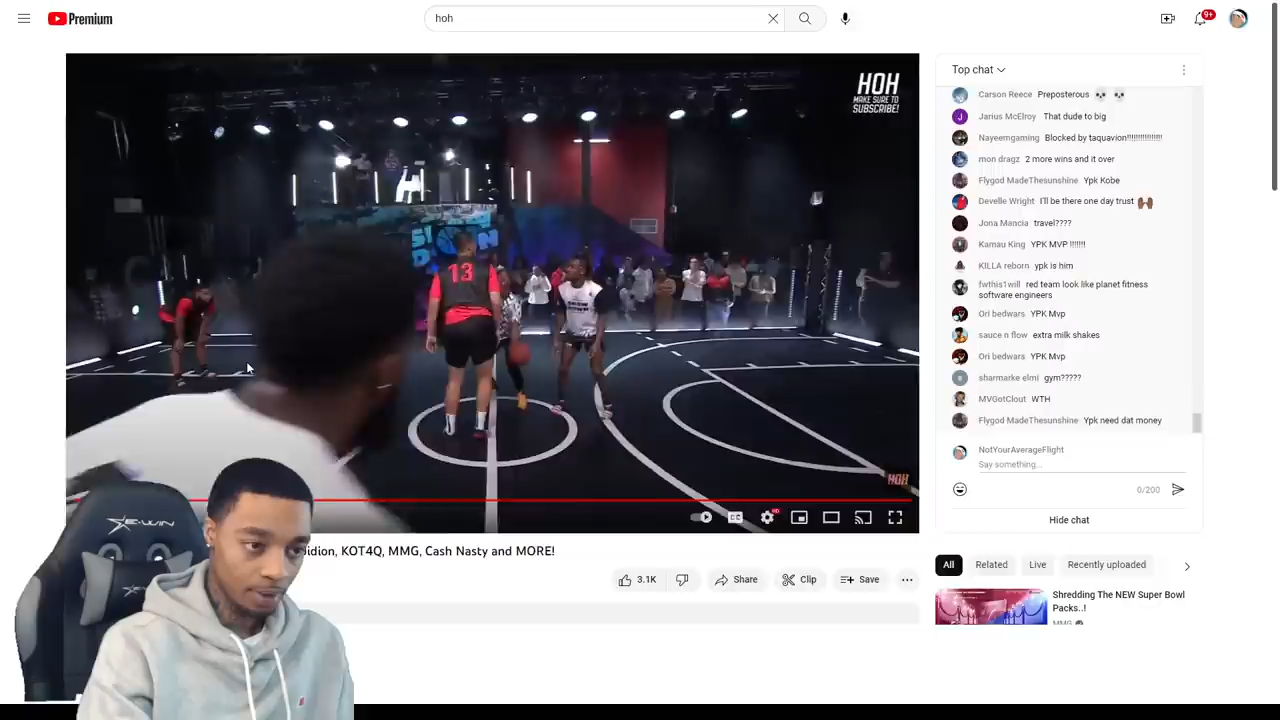 Premium
hoh
9+
HOH
MAKE SURE TO
SUBSCRIBE!
13
HOH
HD
CC
idion, KOT4Q, MMG, Cash Nasty and MORE!
3.1K
Share
Clip
Save
E-WIN
Top chat
Carson Reece Preposterous 💀 💀
J Jarius McElroy That dude to big
Nayeemgaming Blocked by taquavion!!!!!!!!!!!!!!!!
mon dragz 2 more wins and it over
Flygod MadeThesunshine Ypk Kobe
Develle Wright I'll be there one day trust
Jona Mancia travel????
Kamau King YPK MVP !!!!!!!
KILLA reborn ypk is him
fwthis1will red team look like planet fitness
software engineers
Ori bedwars YPK Mvp
sauce n flow extra milk shakes
Ori bedwars YPK Mvp
sharmarke elmi gym?????
MVGotClout WTH
Flygod MadeThesunshine Ypk need dat money
NotYourAverageFlight
Say something...
0/200
Hide chat
All
Related
Live
Recently uploaded
Shredding The NEW Super Bowl
Packs..!
MMG